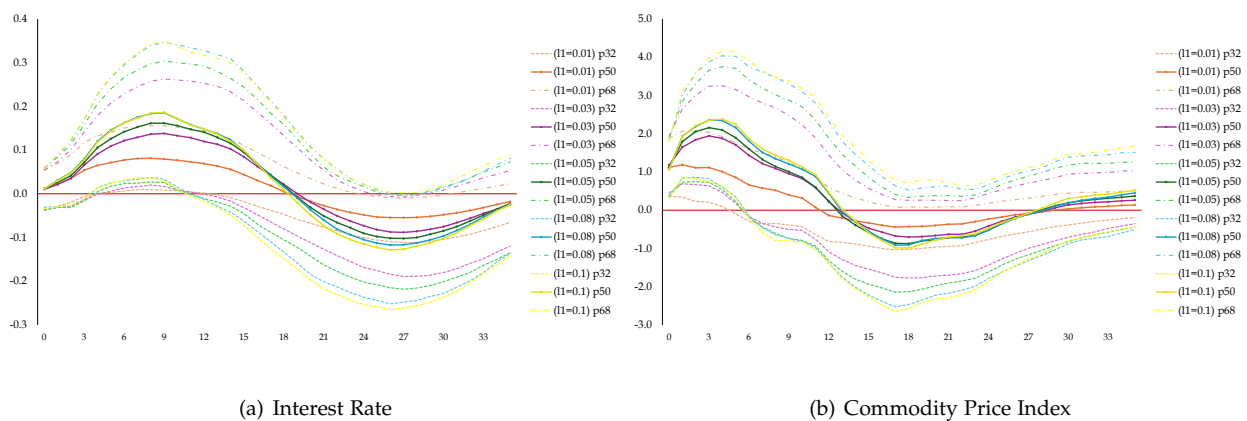 0.4
0.3
0.2
0.1
0.0
-0.1
-0.2
-0.3
0 3 6 9 12 15 18 21 24 27 30 33
(l1=0.01) p32
(l1=0.01) p50
(l1=0.01) p68
(l1=0.03) p32
(l1=0.03) p50
(l1=0.03) p68
(l1=0.05) p32
(l1=0.05) p50
(l1=0.05) p68
(l1=0.08) p32
(l1=0.08) p50
(l1=0.08) p68
(l1=0.1) p32
(l1=0.1) p50
(l1=0.1) p68
(a) Interest Rate
5.0
4.0
3.0
2.0
1.0
0.0
-1.0
-2.0
-3.0
0 3 6 9 12 15 18 21 24 27 30 33
(l1=0.01) p32
(l1=0.01) p50
(l1=0.01) p68
(l1=0.03) p32
(l1=0.03) p50
(l1=0.03) p68
(l1=0.05) p32
(l1=0.05) p50
(l1=0.05) p68
(l1=0.08) p32
(l1=0.08) p50
(l1=0.08) p68
(l1=0.1) p32
(l1=0.1) p50
(l1=0.1) p68
(b) Commodity Price Index